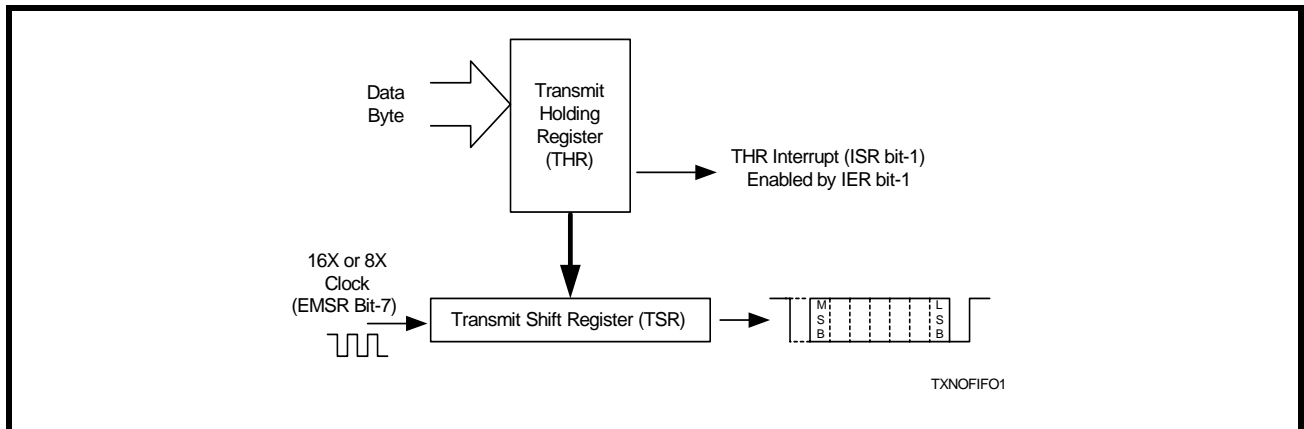 Data
Byte
Transmit
Holding
Register
(THR)
THR Interrupt (ISR bit-1)
Enabled by IER bit-1
16X or 8X
Clock
(EMSR Bit-7)
Transmit Shift Register (TSR)
M
S
B
L
S
B
TXNOFIFO1